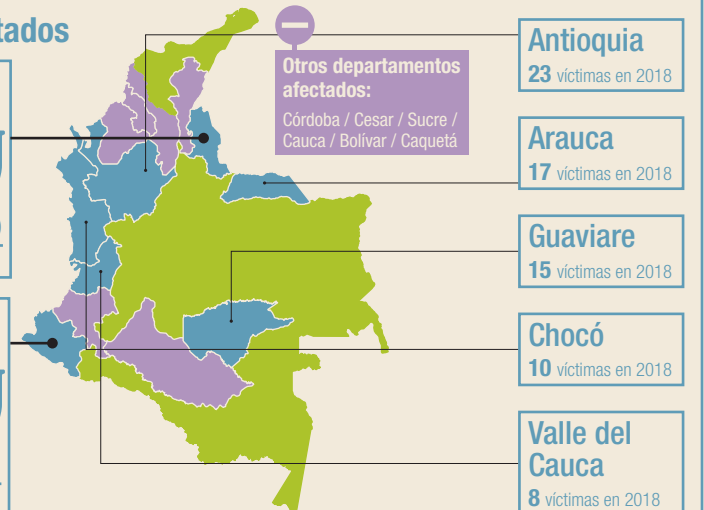 Otros departamentos
afectados:
Córdoba / Cesar / Sucre /
Cauca / Bolívar / Caquetá
Antioquia
23 víctimas en 2018
Arauca
17 víctimas en 2018
Guaviare
15 víctimas en 2018
Chocó
10 víctimas en 2018
Valle del
Cauca
8 víctimas en 2018